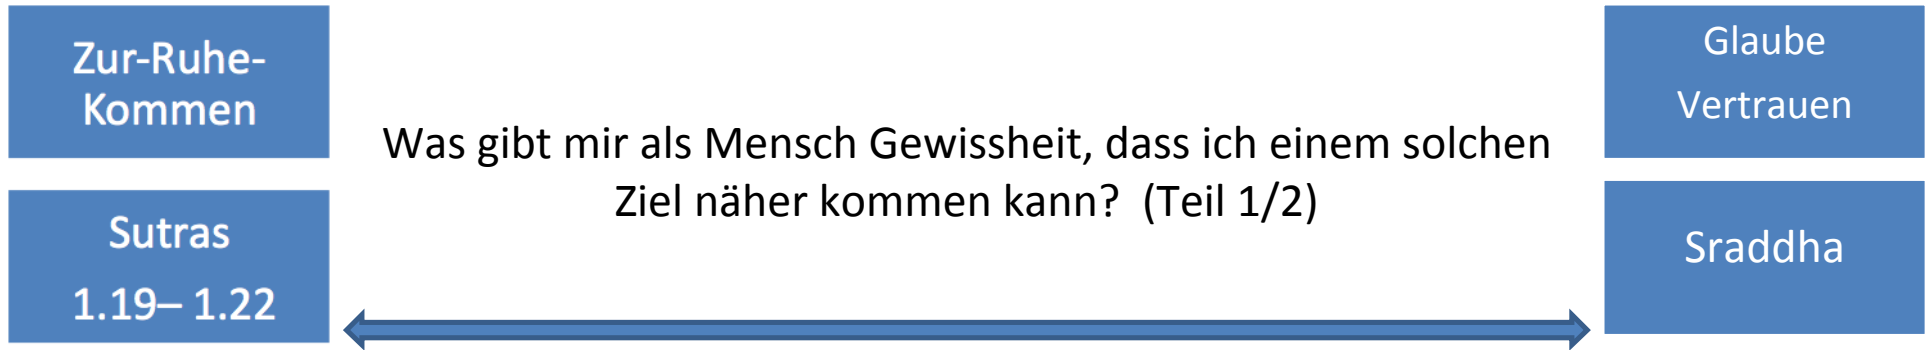 Zur-Ruhe-
Kommen
Sutras
1.19– 1.22
Was gibt mir als Mensch Gewissheit, dass ich einem solchen
Ziel näher kommen kann?  (Teil 1/2)
Glaube
Vertrauen
Sraddha